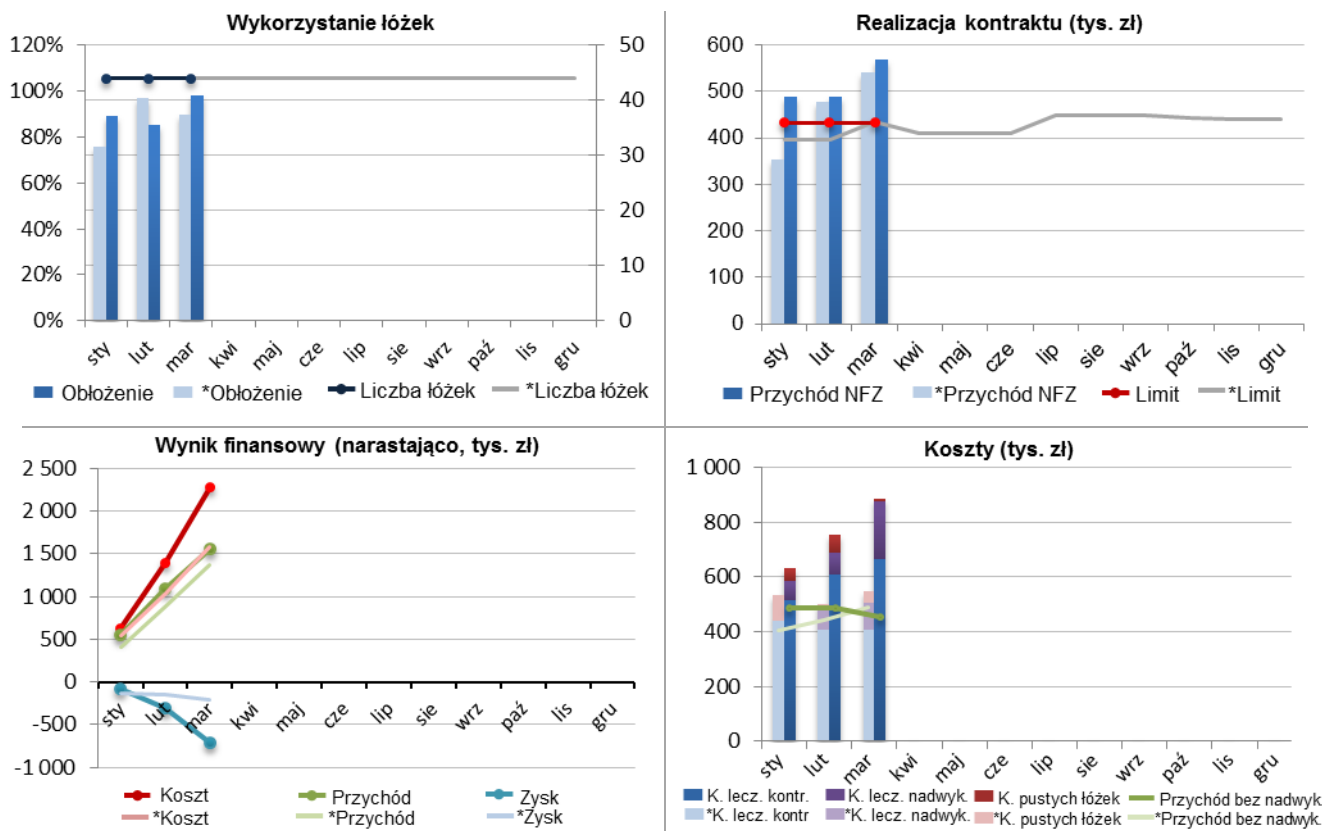 Wykorzystanie łóżek
120%
100%
80%
60%
40%
20%
0%
50
40
30
20
10
0
sty lut mar kwi maj cze lip sie wrz paź lis gru
Obłożenie *Obłożenie Liczba łóżek *Liczba łóżek
Realizacja kontraktu (tys. zł)
600
500
400
300
200
100
0
sty lut mar kwi maj cze lip sie wrz paź lis gru
Przychód NFZ *Przychód NFZ Limit *Limit
Wynik finansowy (narastająco, tys. zł)
2 500
2 000
1 500
1 000
500
0
-500
-1 000
sty lut mar kwi maj cze lip sie wrz paź lis gru
Koszt Przychód Zysk
*Koszt *Przychód *Zysk
Koszty (tys. zł)
1 000
800
600
400
200
0
sty lut mar kwi maj cze lip sie wrz paź lis gru
K. lecz. kontr. K. lecz. nadwyk. K. pustych łóżek Przychód bez nadwyk.
*K. lecz. kontr *K. lecz. nadwyk. *K. pustych łóżek *Przychód bez nadwyk.